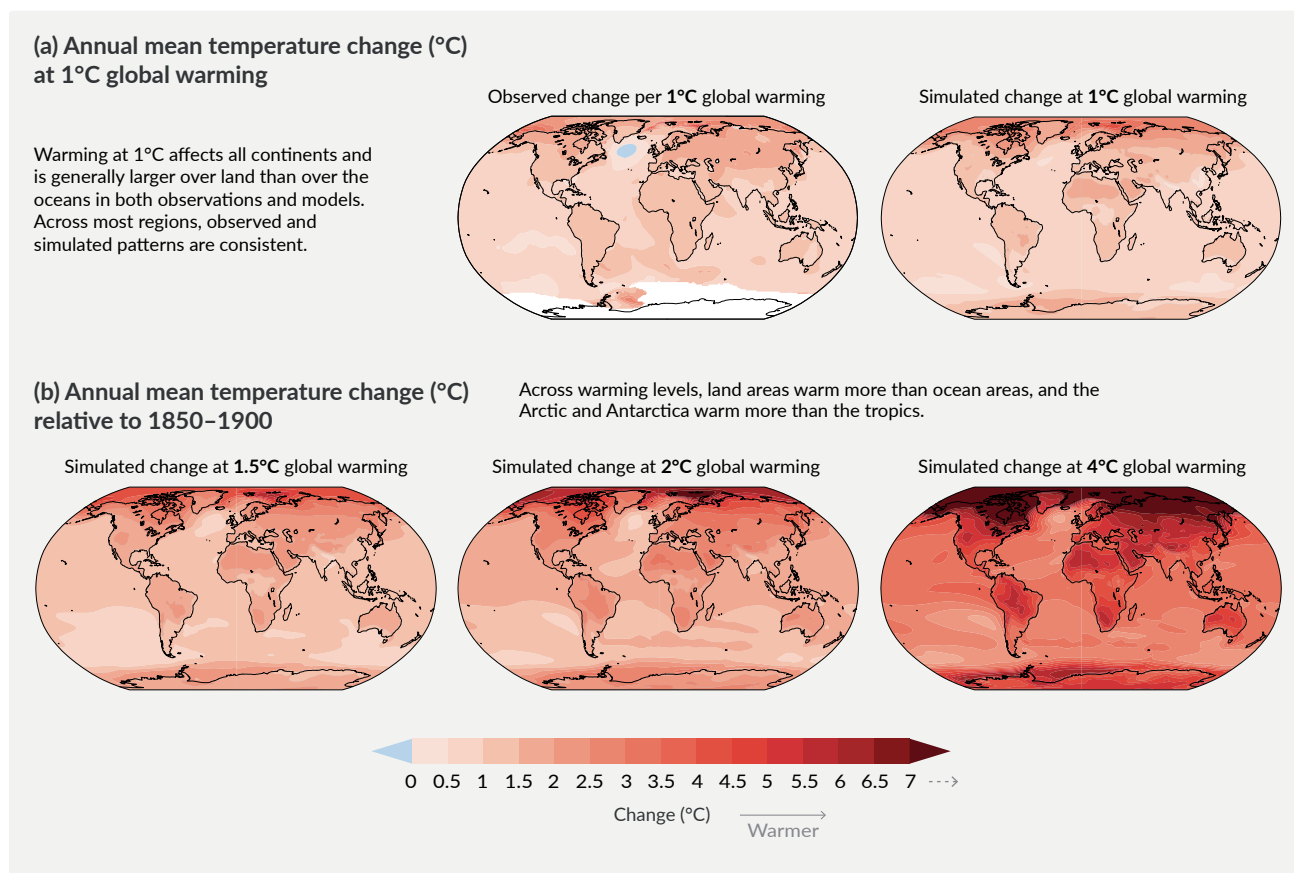 (a) Annual mean temperature change (°C)
at 1°C global warming
Warming at 1°C affects all continents and
is generally larger over land than over the
oceans in both observations and models.
Across most regions, observed and
simulated patterns are consistent.
Observed change per 1°C global warming
Simulated change at 1°C global warming
(b) Annual mean temperature change (°C)
relative to 1850–1900
Across warming levels, land areas warm more than ocean areas, and the
Arctic and Antarctica warm more than the tropics.
Simulated change at 1.5°C global warming
Simulated change at 2°C global warming
Simulated change at 4°C global warming
0 0.5 1 1.5 2 2.5 3 3.5 4 4.5 5 5.5 6 6.5 7
Change (°C)
Warmer